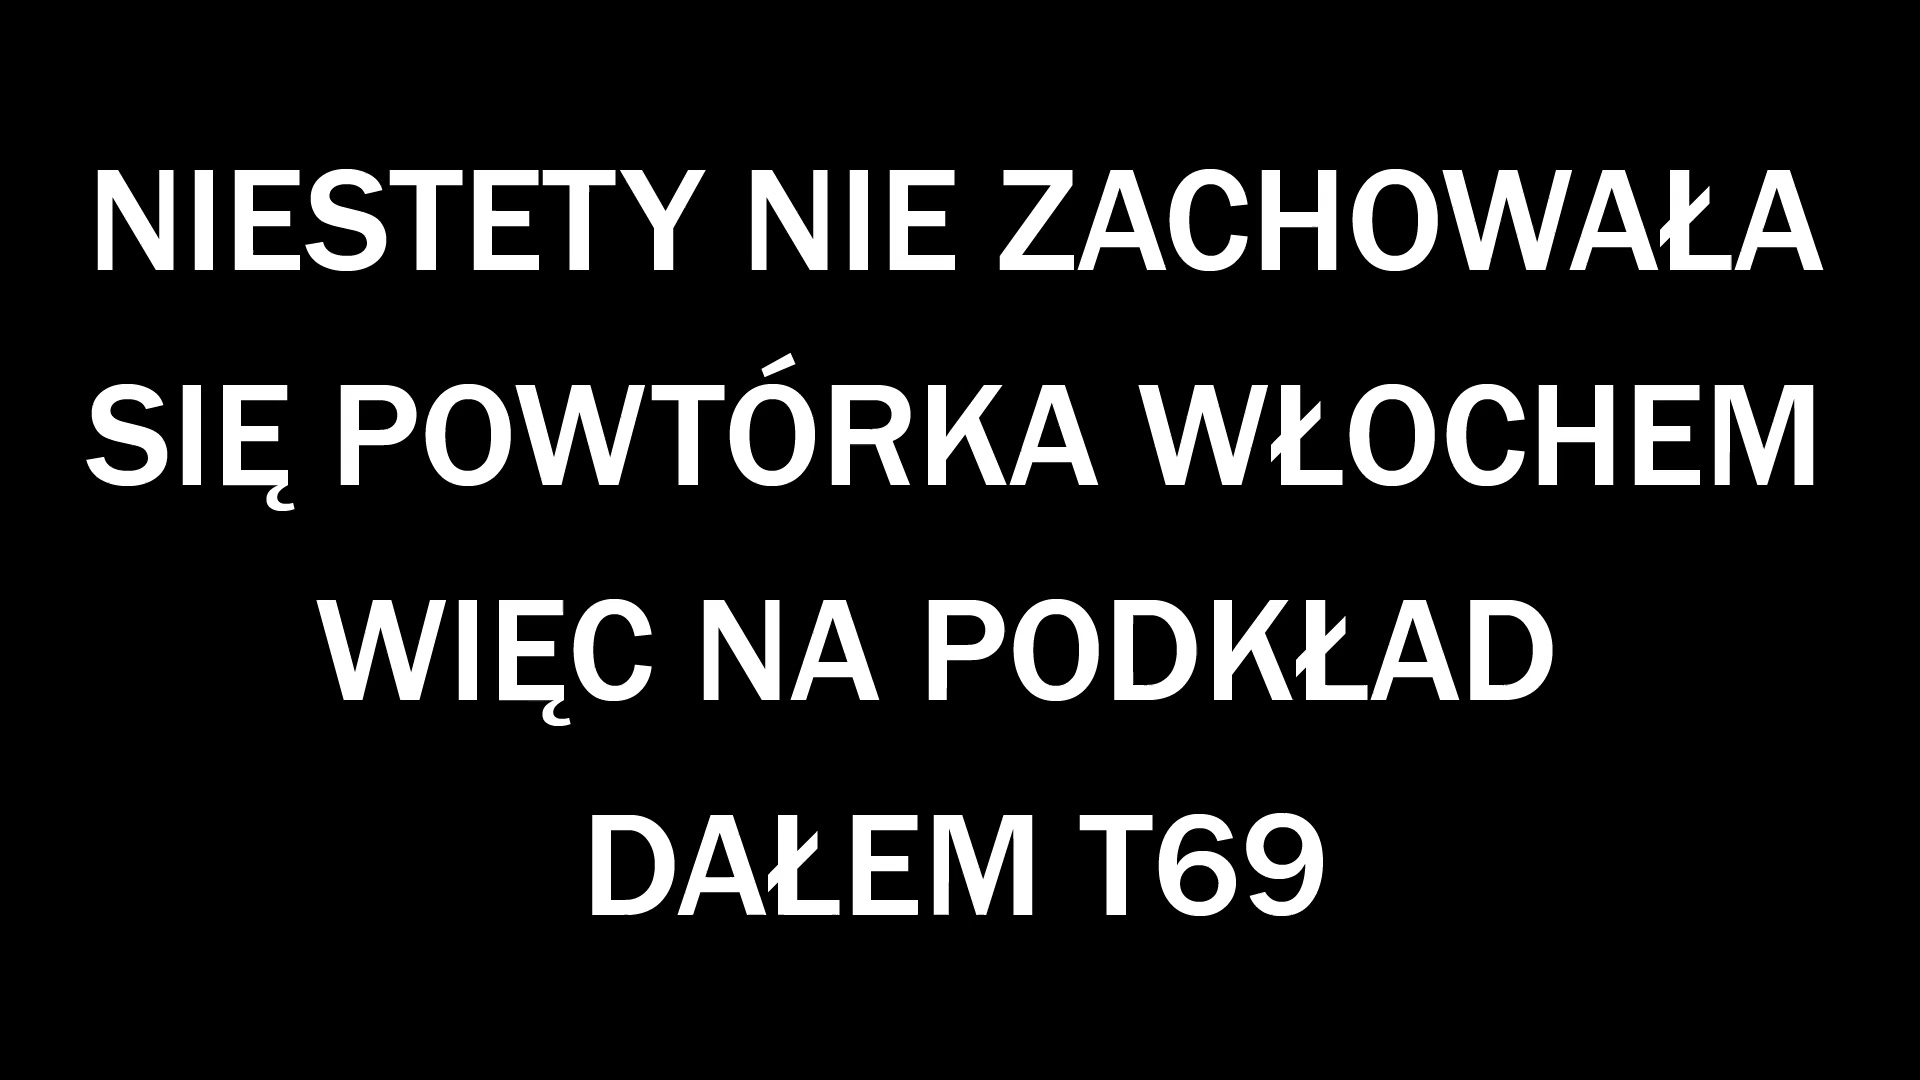 NIESTETY NIE ZACHOWAŁA
SIĘ POWTÓRKA WŁOCHEM
WIĘC NA PODKŁAD
DAŁEM T69